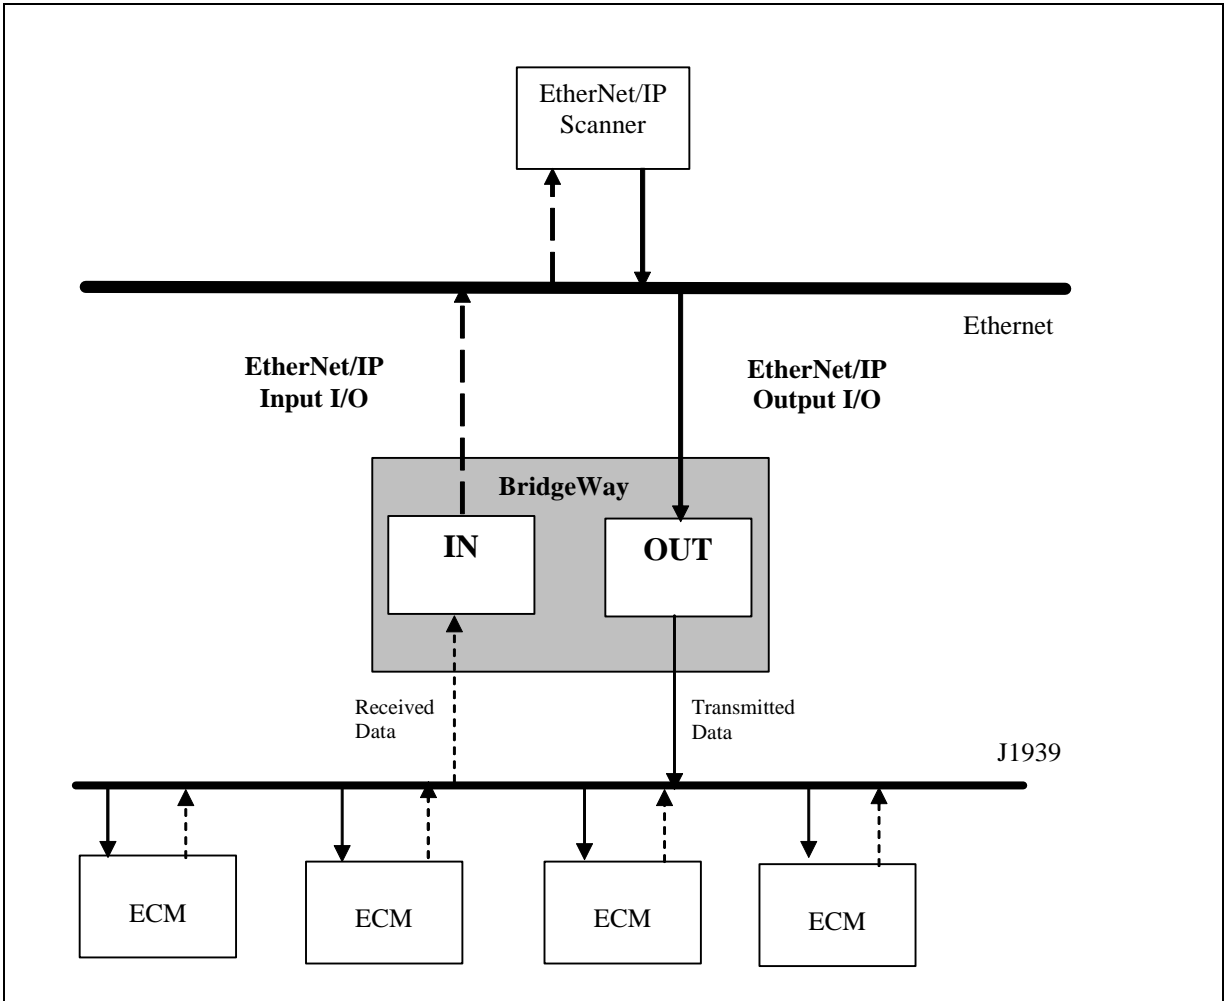 EtherNet/IP
Scanner
Ethernet
EtherNet/IP
Input I/O
EtherNet/IP
Output I/O
BridgeWay
IN
OUT
Received
Data
Transmitted
Data
J1939
ECM
ECM
ECM
ECM